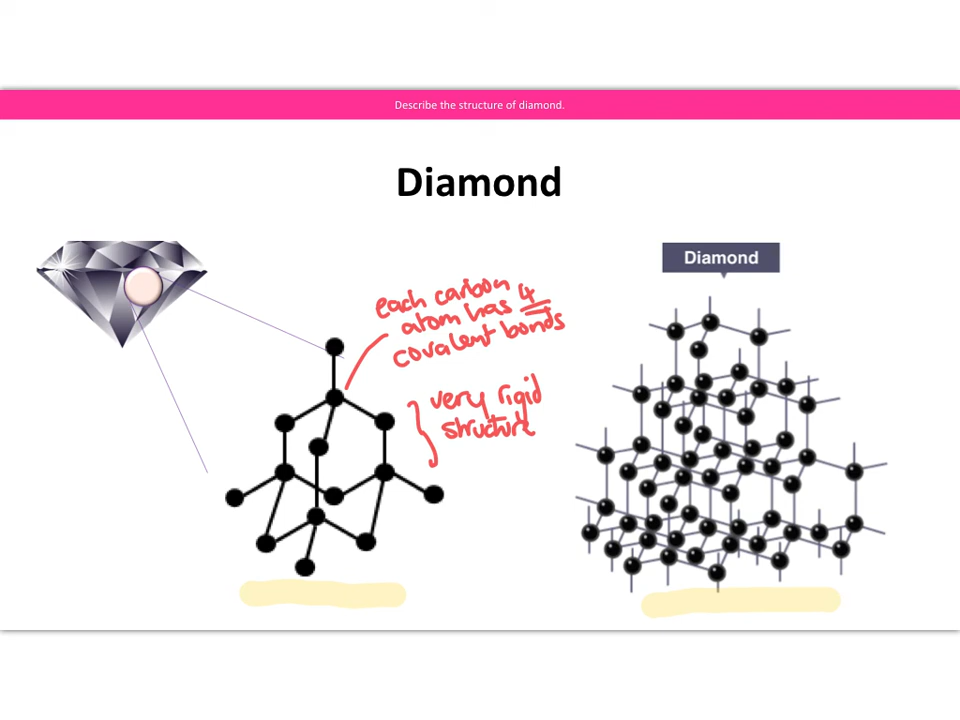 Describe the structure of diamond.
Diamond
Diamond
each carbon
atom has 4
covalent bonds
very rigid
structure